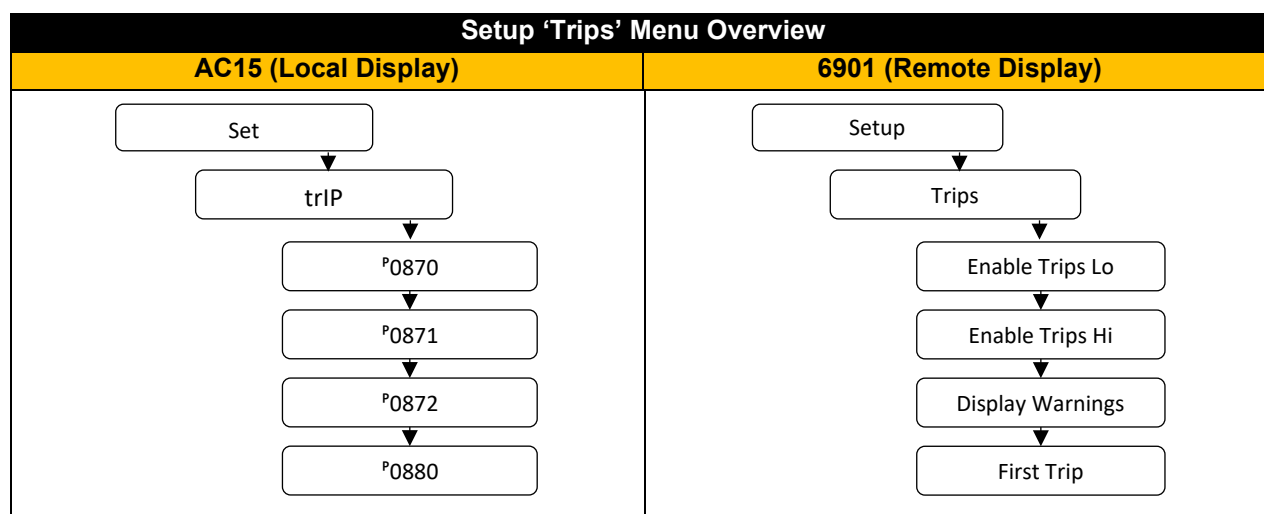 Setup ‘Trips’ Menu Overview
AC15 (Local Display)
6901 (Remote Display)
Set
trIP
ᴾ0870
ᴾ0871
ᴾ0872
ᴾ0880
Setup
Trips
Enable Trips Lo
Enable Trips Hi
Display Warnings
First Trip